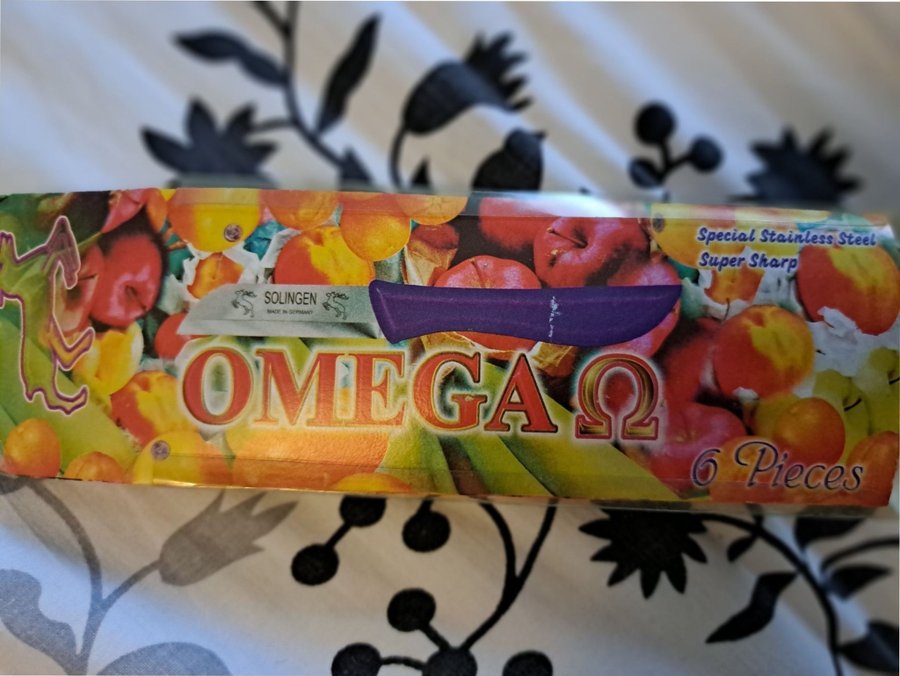 Special Stainless Steel
Super Sharp
SOLINGEN
MADE IN GERMANY
OMEGA Ω
6 Pieces